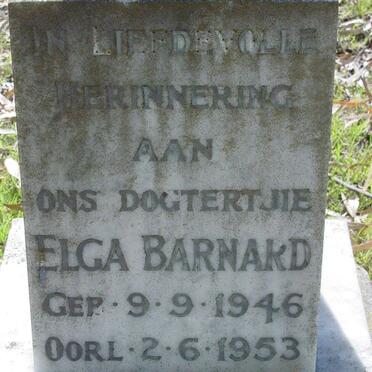 IN LIEFDEVOLLE
HERINNERING
AAN
ONS DOGTERTJIE
ELGA BARNARD
GEB · 9 · 9 · 1946
OORL · 2 · 6 · 1953